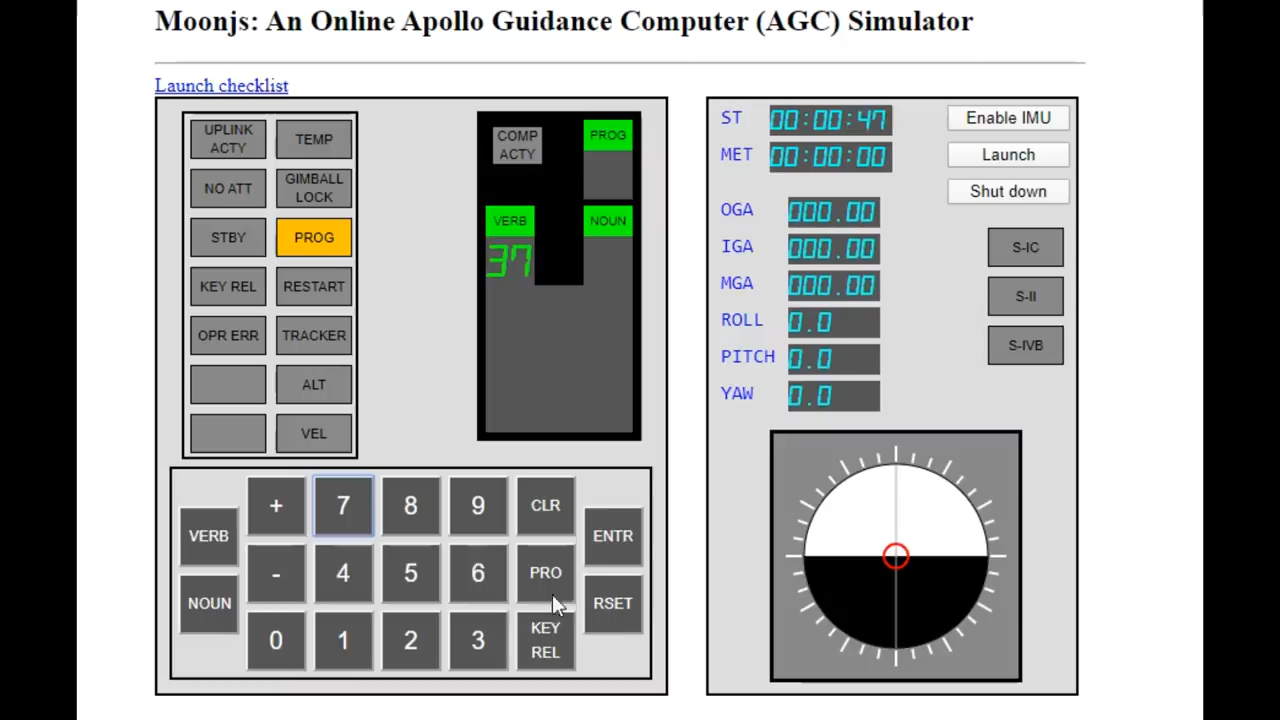 Moonjs: An Online Apollo Guidance Computer (AGC) Simulator
Launch checklist
UPLINK
ACTY
TEMP
NO ATT
GIMBALL
LOCK
STBY
PROG
KEY REL
RESTART
OPR ERR
TRACKER
ALT
VEL
COMP
ACTY
PROG
VERB
NOUN
37
+
7
8
9
CLR
VERB
ENTR
-
4
5
6
PRO
NOUN
RSET
0
1
2
3
KEY
REL
ST 00:00:47
MET 00:00:00
OGA 000.00
IGA 000.00
MGA 000.00
ROLL 0.0
PITCH 0.0
YAW 0.0
Enable IMU
Launch
Shut down
S-IC
S-II
S-IVB